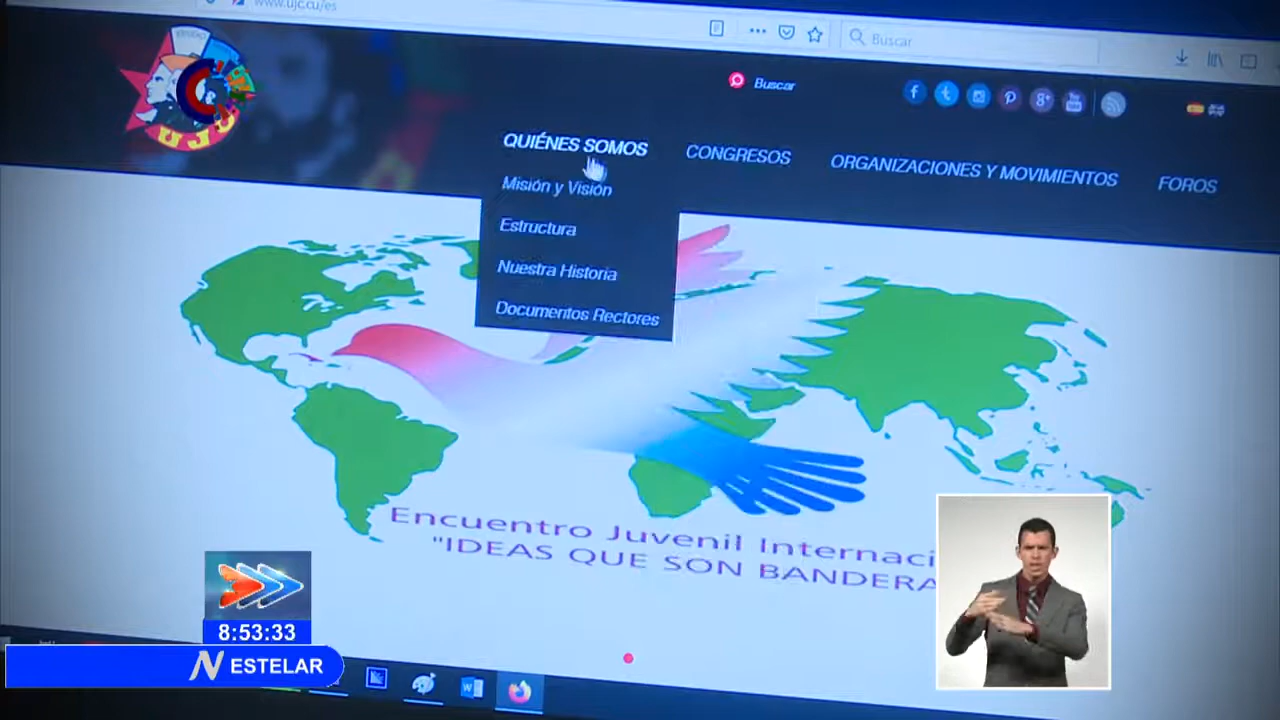 www.ujc.cu/es
Buscar
Buscar
UJC
QUIÉNES SOMOS
CONGRESOS
ORGANIZACIONES Y MOVIMIENTOS
FOROS
Misión y Visión
Estructura
Nuestra Historia
Documentos Rectores
Encuentro Juvenil Internaci
"IDEAS QUE SON BANDERA
8:53:33
N ESTELAR